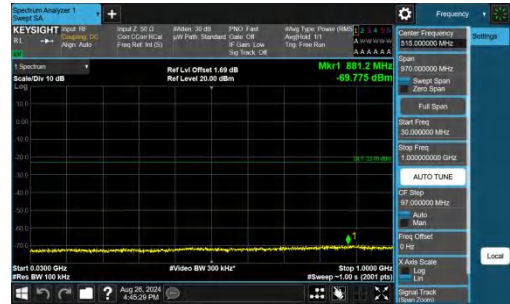 Spectrum Analyzer 1
Swept SA
+
Frequency
KEYSIGHT
Input: RF
Coupling: DC
Align: Auto
Input Z: 50 Ω
Corr CCorr RCal
Freq Ref: Int (S)
#Atten: 30 dB
µW Path: Standard
PNO: Fast
Gate: Off
IF Gain: Low
Sig Track: Off
#Avg Type: Power (RMS)
Avg|Hold: 1/1
Trig: Free Run
1 2 3 4 5 6
A W W W W W
A A A A A A
1 Spectrum
Scale/Div 10 dB
Log
Ref Lvl Offset 1.69 dB
Ref Level 20.00 dBm
Mkr1 881.2 MHz
-69.775 dBm
10.0
0.00
-10.0
-20.0
-30.0
-40.0
-50.0
-60.0
-70.0
1
Start 0.0300 GHz
#Res BW 100 kHz
#Video BW 300 kHz*
Stop 1.0000 GHz
#Sweep ~1.00 s (2001 pts)
?
Aug 26, 2024
4:45:29 PM
Center Frequency
515.000000 MHz
Settings
Span
970.000000 MHz
Swept Span
Zero Span
Full Span
Start Freq
30.000000 MHz
Stop Freq
1.000000000 GHz
AUTO TUNE
CF Step
97.000000 MHz
Auto
Man
Freq Offset
0 Hz
X Axis Scale
Log
Lin
Local
Signal Track
(Span Zoom)